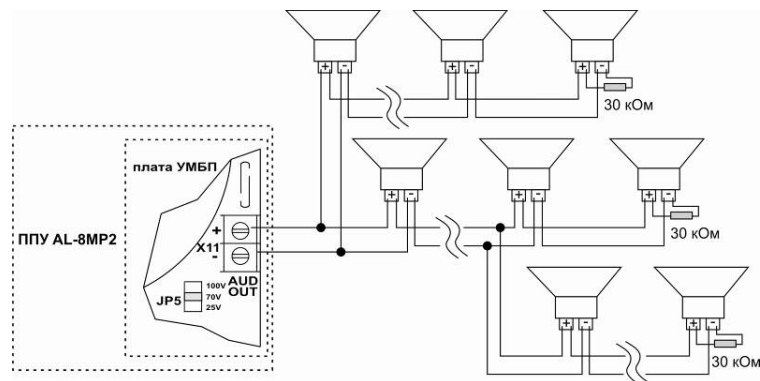 + -
+ -
+ -
30 кОм
плата УМБП
+ -
+ -
+ -
30 кОм
ППУ AL-8MP2
+
X11
-
AUD
OUT
JP5
100V
70V
25V
+ -
+ -
30 кОм